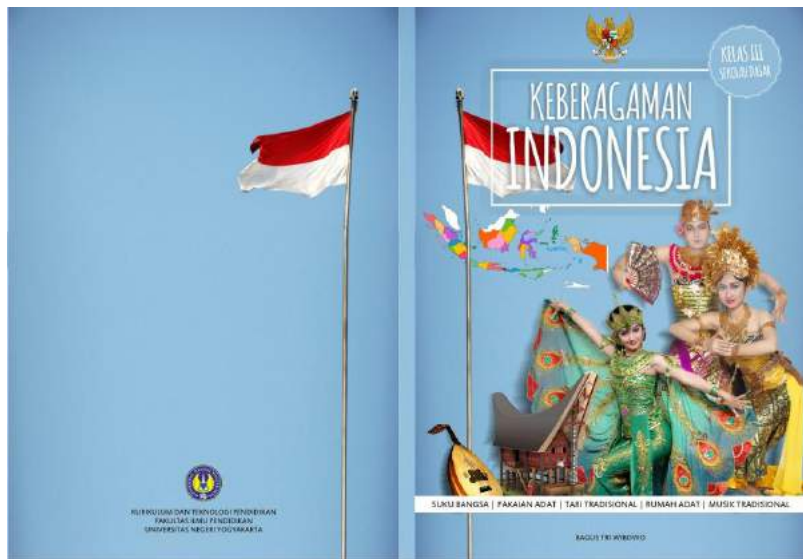 KURIKULUM DAN TEKNOLOGI PENDIDIKAN
FAKULTAS ILMU PENDIDIKAN
UNIVERSITAS NEGERI YOGYAKARTA
KELAS III
SEKOLAH DASAR
KEBERAGAMAN
INDONESIA
SUKU BANGSA | PAKAIAN ADAT | TARI TRADISIONAL | RUMAH ADAT | MUSIK TRADISIONAL
BAGUS TRI WIBOWO